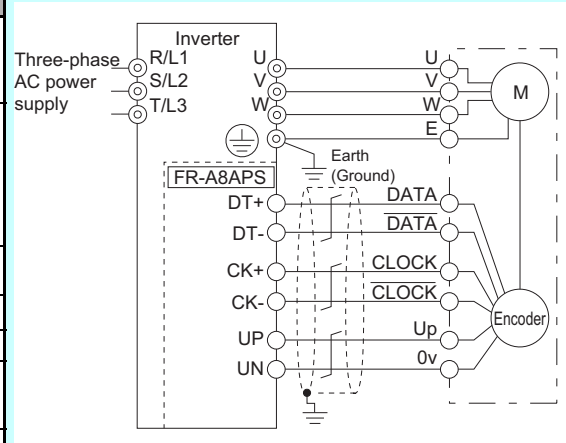 Inverter
Three-phase
AC power
supply
R/L1
S/L2
T/L3
U
V
W
U
V
W
E
M
Earth
(Ground)
FR-A8APS
DT+
DATA
DT-
DATA
CK+
CLOCK
CK-
CLOCK
Encoder
UP
Up
UN
0v